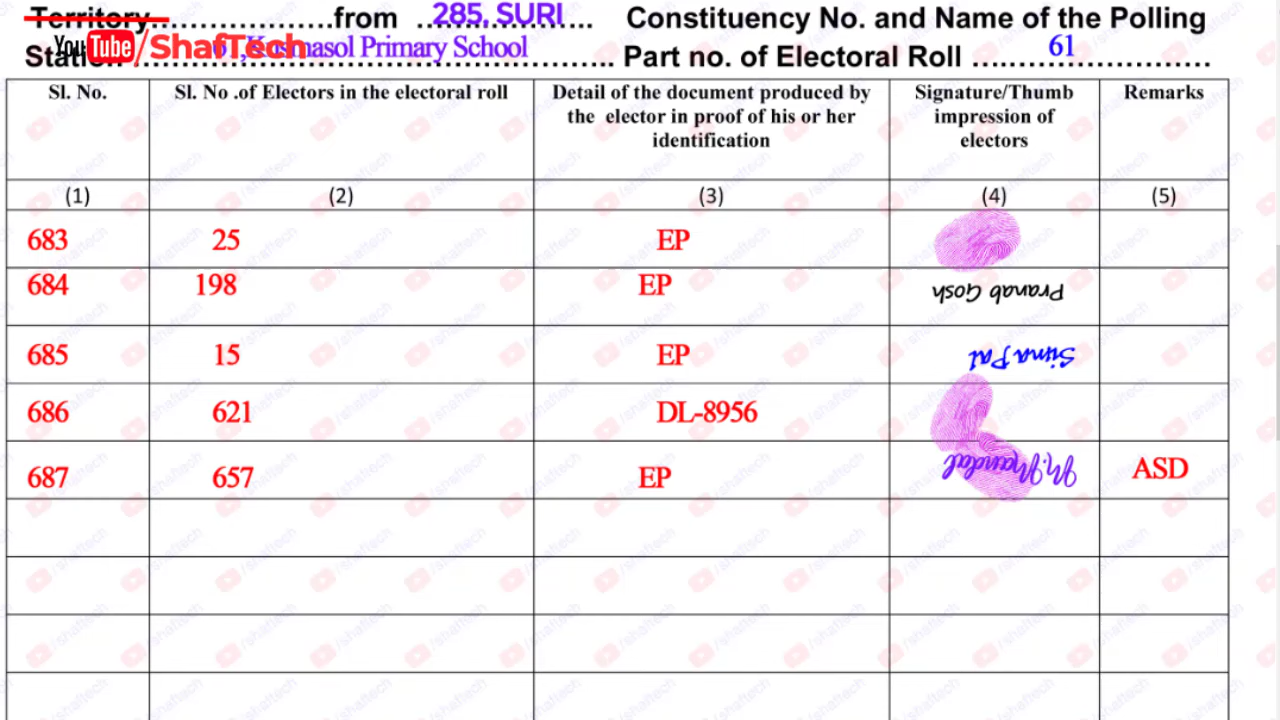 Territory..................from ..285, SURI.. Constituency No. and Name of the Polling
YouTube/ShafTech
Station ..Kusmasol Primary School.. Part no. of Electoral Roll ..61..
Sl. No. Sl. No .of Electors in the electoral roll Detail of the document produced by the elector in proof of his or her identification Signature/Thumb impression of electors Remarks
(1) (2) (3) (4) (5)
683 25 EP
684 198 EP Pranab Gosh
685 15 EP Sima Pal
686 621 DL-8956
687 657 EP M.Mandal ASD